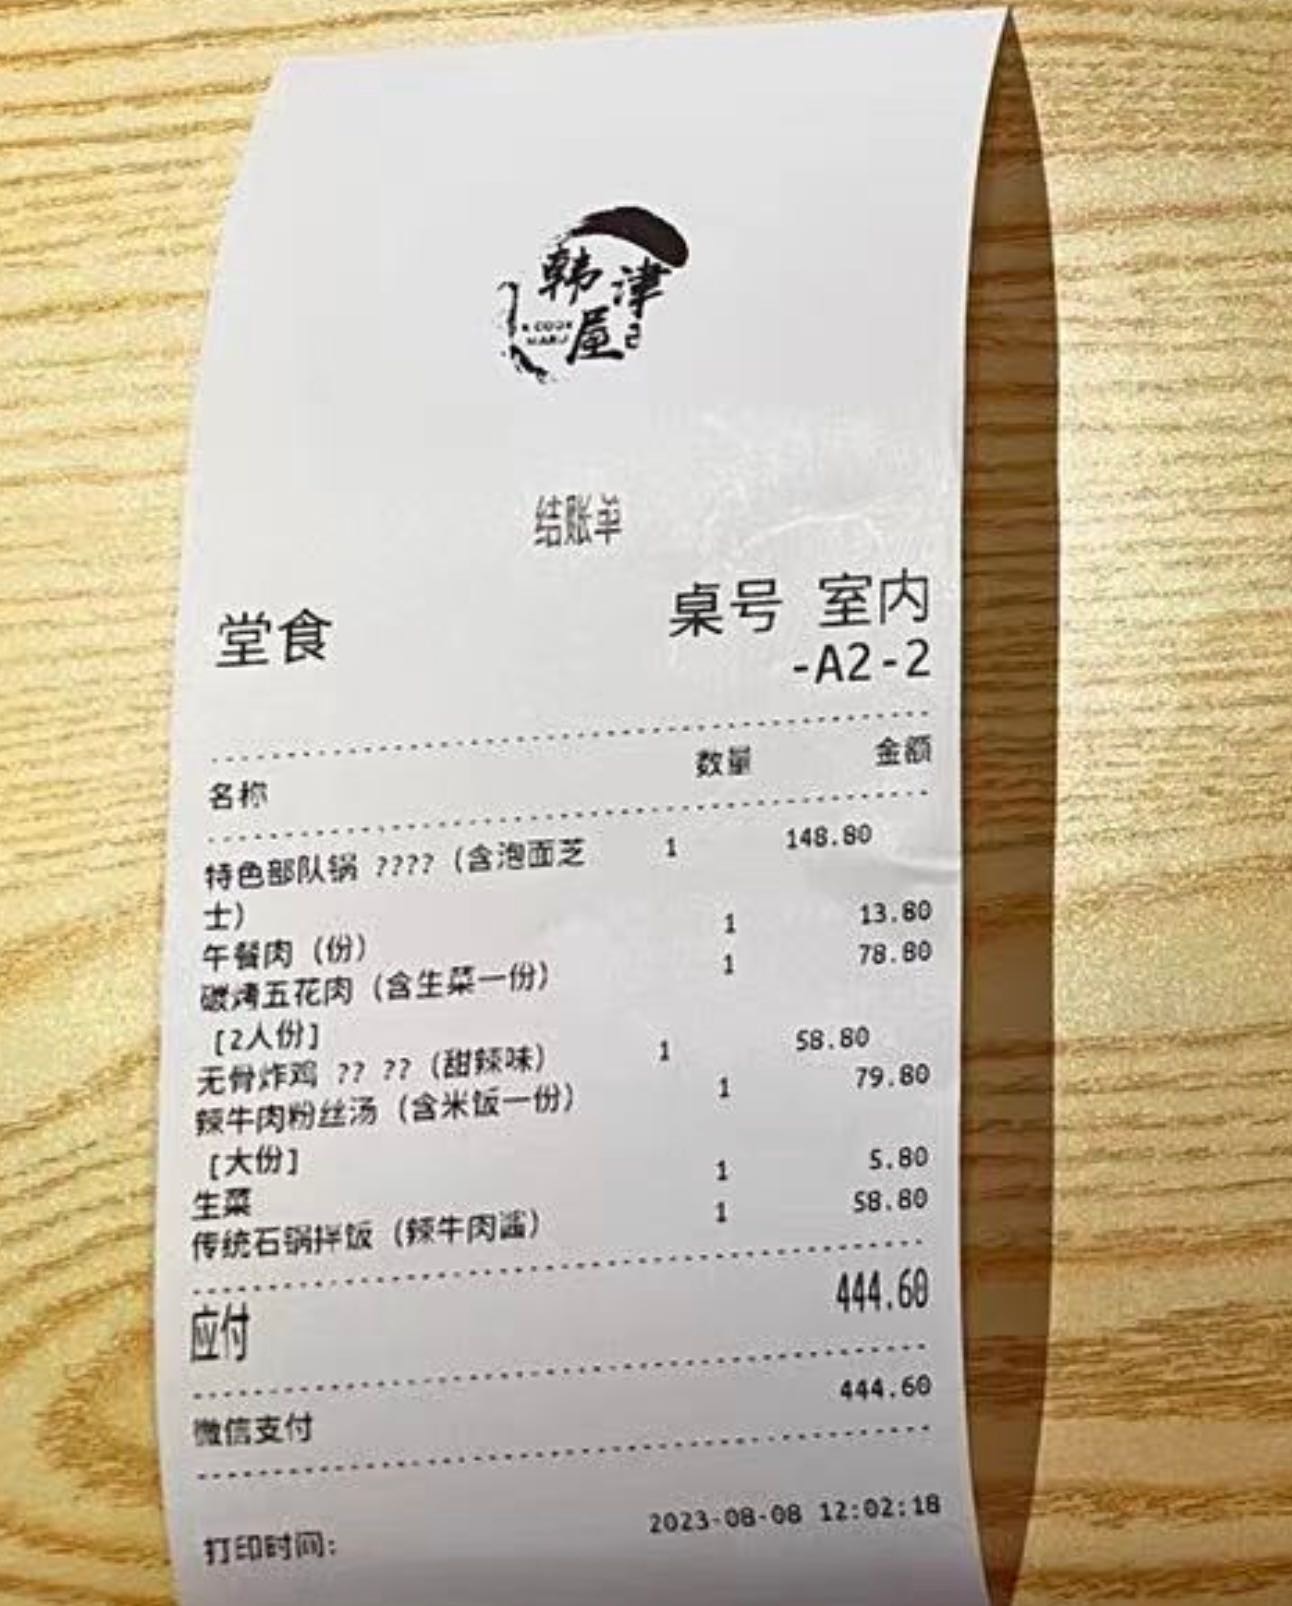 韩津屋
K COOK
MARU
结账单
堂食 桌号 室内
-A2-2
名称 数量 金额
特色部队锅 ???? (含泡面芝 1 148.80
士)
午餐肉 (份) 1 13.80
碳烤五花肉 (含生菜一份) 1 78.80
[2人份]
无骨炸鸡 ?? ?? (甜辣味) 1 58.80
辣牛肉粉丝汤 (含米饭一份) 1 79.80
[大份]
生菜 1 5.80
传统石锅拌饭 (辣牛肉酱) 1 58.80
应付 444.60
微信支付 444.60
打印时间: 2023-08-08 12:02:18